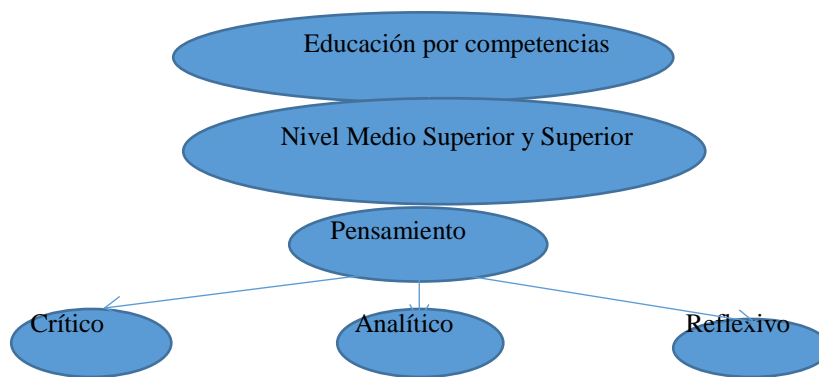 Educación por competencias
Nivel Medio Superior y Superior
Pensamiento
Crítico
Analítico
Reflexivo